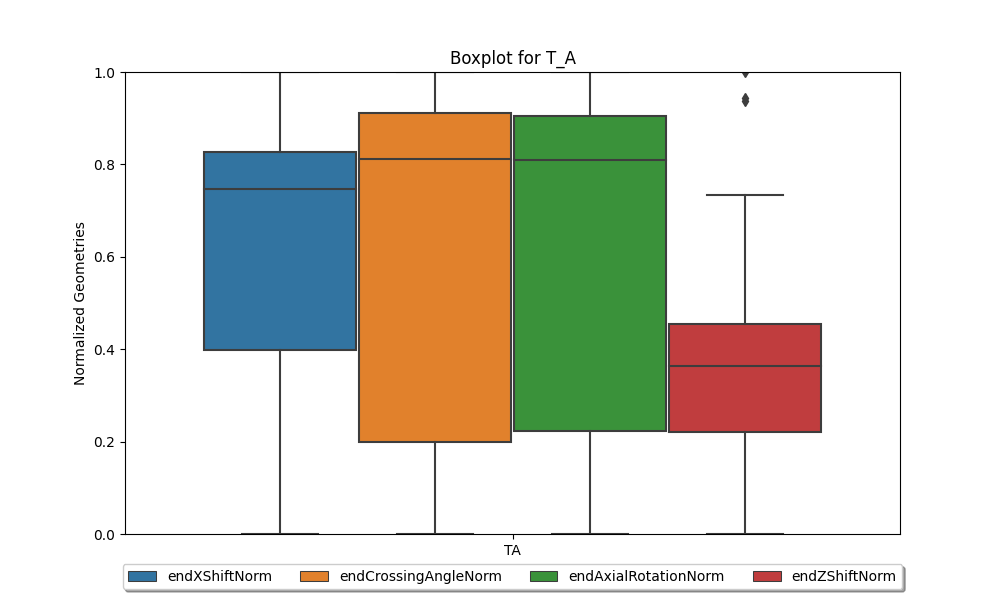 Boxplot for T_A
1.0
0.8
0.6
0.4
0.2
0.0
Normalized Geometries
TA
endXShiftNorm endCrossingAngleNorm endAxialRotationNorm endZShiftNorm